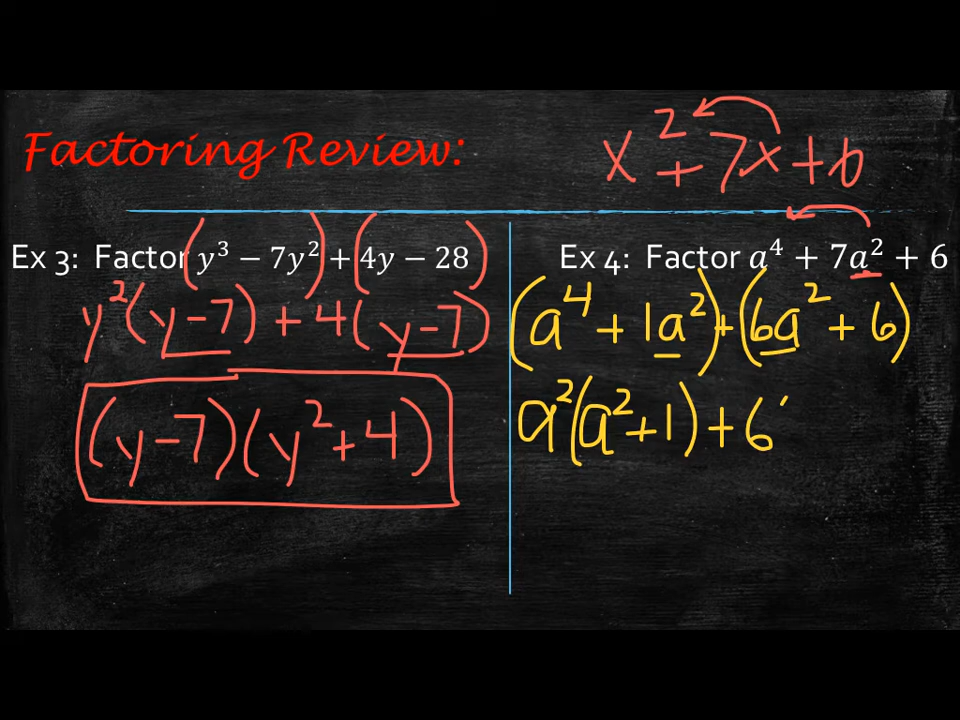 Factoring Review:
x² + 7x + 6
Ex 3: Factor y³ − 7y² + 4y − 28
y²(y − 7) + 4(y − 7)
(y − 7)(y² + 4)
Ex 4: Factor a⁴ + 7a² + 6
(a⁴ + 1a²) + (6a² + 6)
a²(a² + 1) + 6